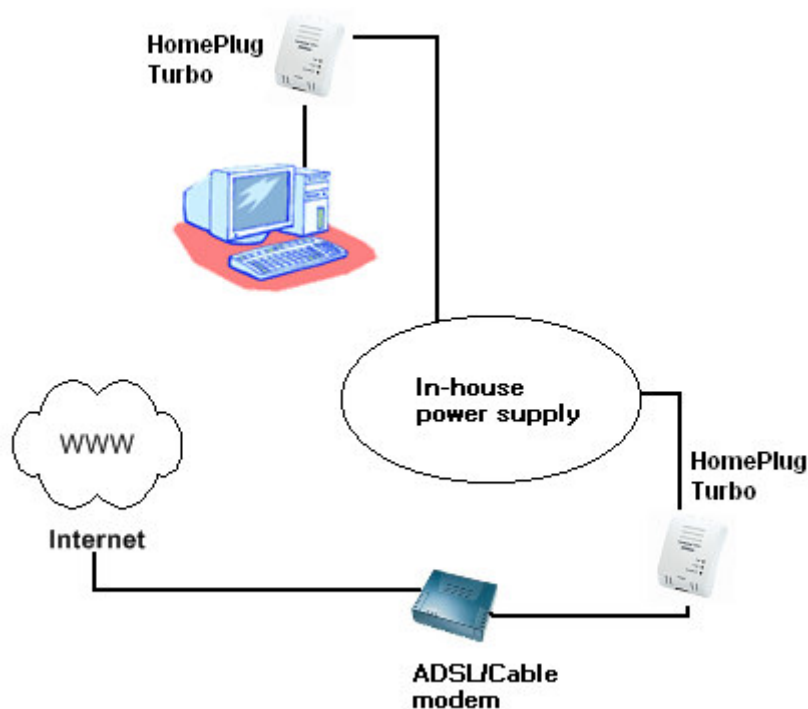 HomePlug
Turbo
In-house
power supply
WWW
Internet
HomePlug
Turbo
ADSL/Cable
modem